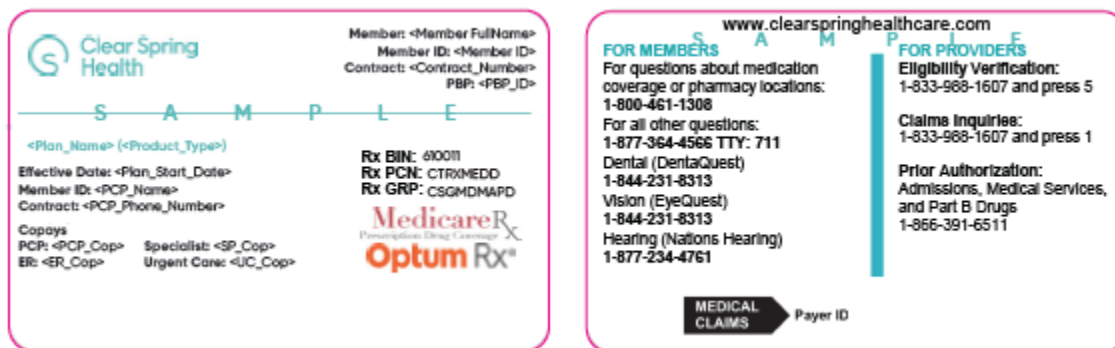 Clear Spring
Health
Member: <Member FullName>
Member ID: <Member ID>
Contract: <Contract_Number>
PBP: <PBP_ID>
S A M P L E
<Plan_Name> (<Product_Type>)
Effective Date: <Plan_Start_Date>
Member ID: <PCP_Name>
Contract: <PCP_Phone_Number>
Copays
PCP: <PCP_Cop> Specialist: <SP_Cop>
ER: <ER_Cop> Urgent Care: <UC_Cop>
Rx BIN: 610011
Rx PCN: CTRXMEDD
Rx GRP: CSGMDMAPD
MedicareRx
Prescription Drug Coverage
Optum Rx®
www.clearspringhealthcare.com
S A M P L E
FOR MEMBERS
For questions about medication
coverage or pharmacy locations:
1-800-461-1308
For all other questions:
1-877-364-4566 TTY: 711
Dental (DentaQuest)
1-844-231-8313
Vision (EyeQuest)
1-844-231-8313
Hearing (Nations Hearing)
1-877-234-4761
FOR PROVIDERS
Eligibility Verification:
1-833-988-1607 and press 5
Claims Inquiries:
1-833-988-1607 and press 1
Prior Authorization:
Admissions, Medical Services,
and Part B Drugs
1-866-391-6511
MEDICAL
CLAIMS
Payer ID